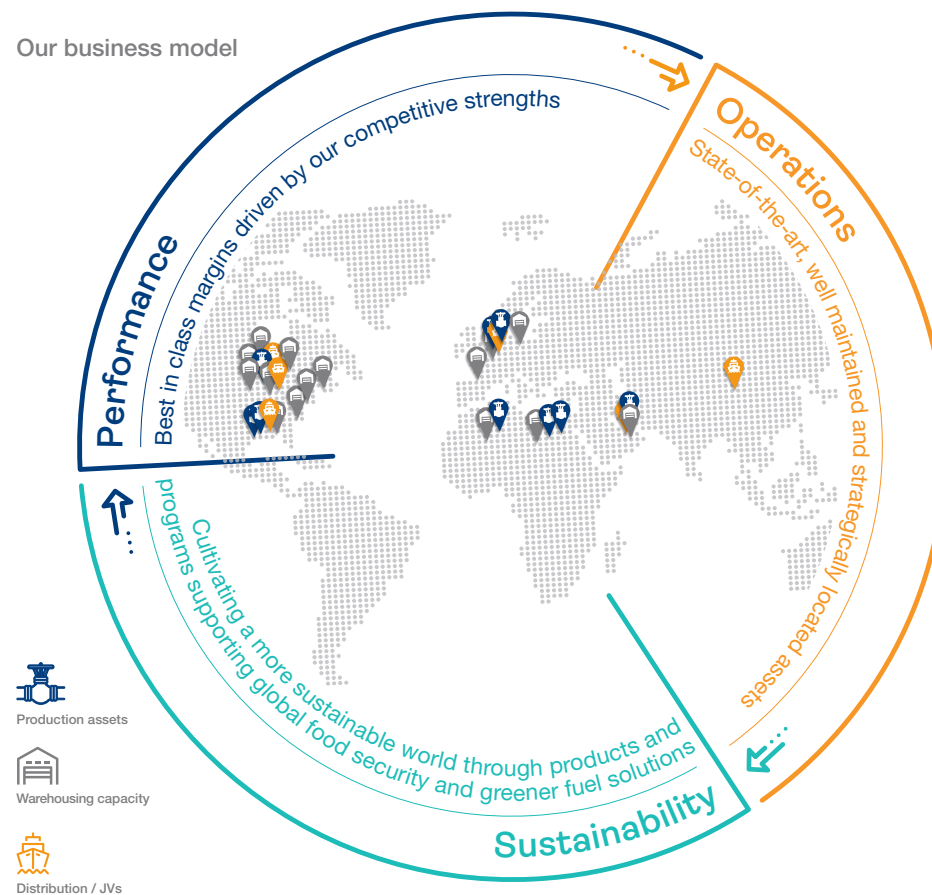 Our business model
Performance
Best in class margins driven by our competitive strengths
Operations
State-of-the-art, well maintained and strategically located assets
Cultivating a more sustainable world through products and
programs supporting global food security and greener fuel solutions
Sustainability
Production assets
Warehousing capacity
Distribution / JVs